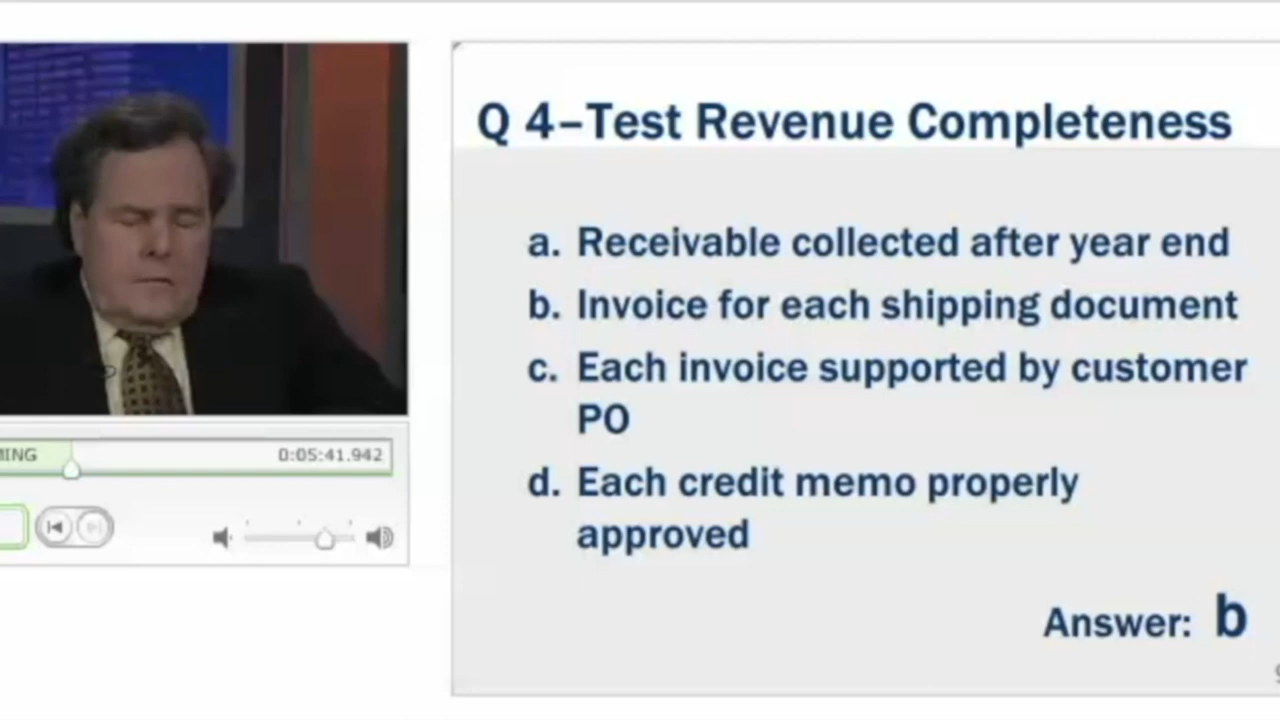 Q 4–Test Revenue Completeness
a. Receivable collected after year end
b. Invoice for each shipping document
c. Each invoice supported by customer
PO
d. Each credit memo properly
approved
Answer: b
0:05:41.942